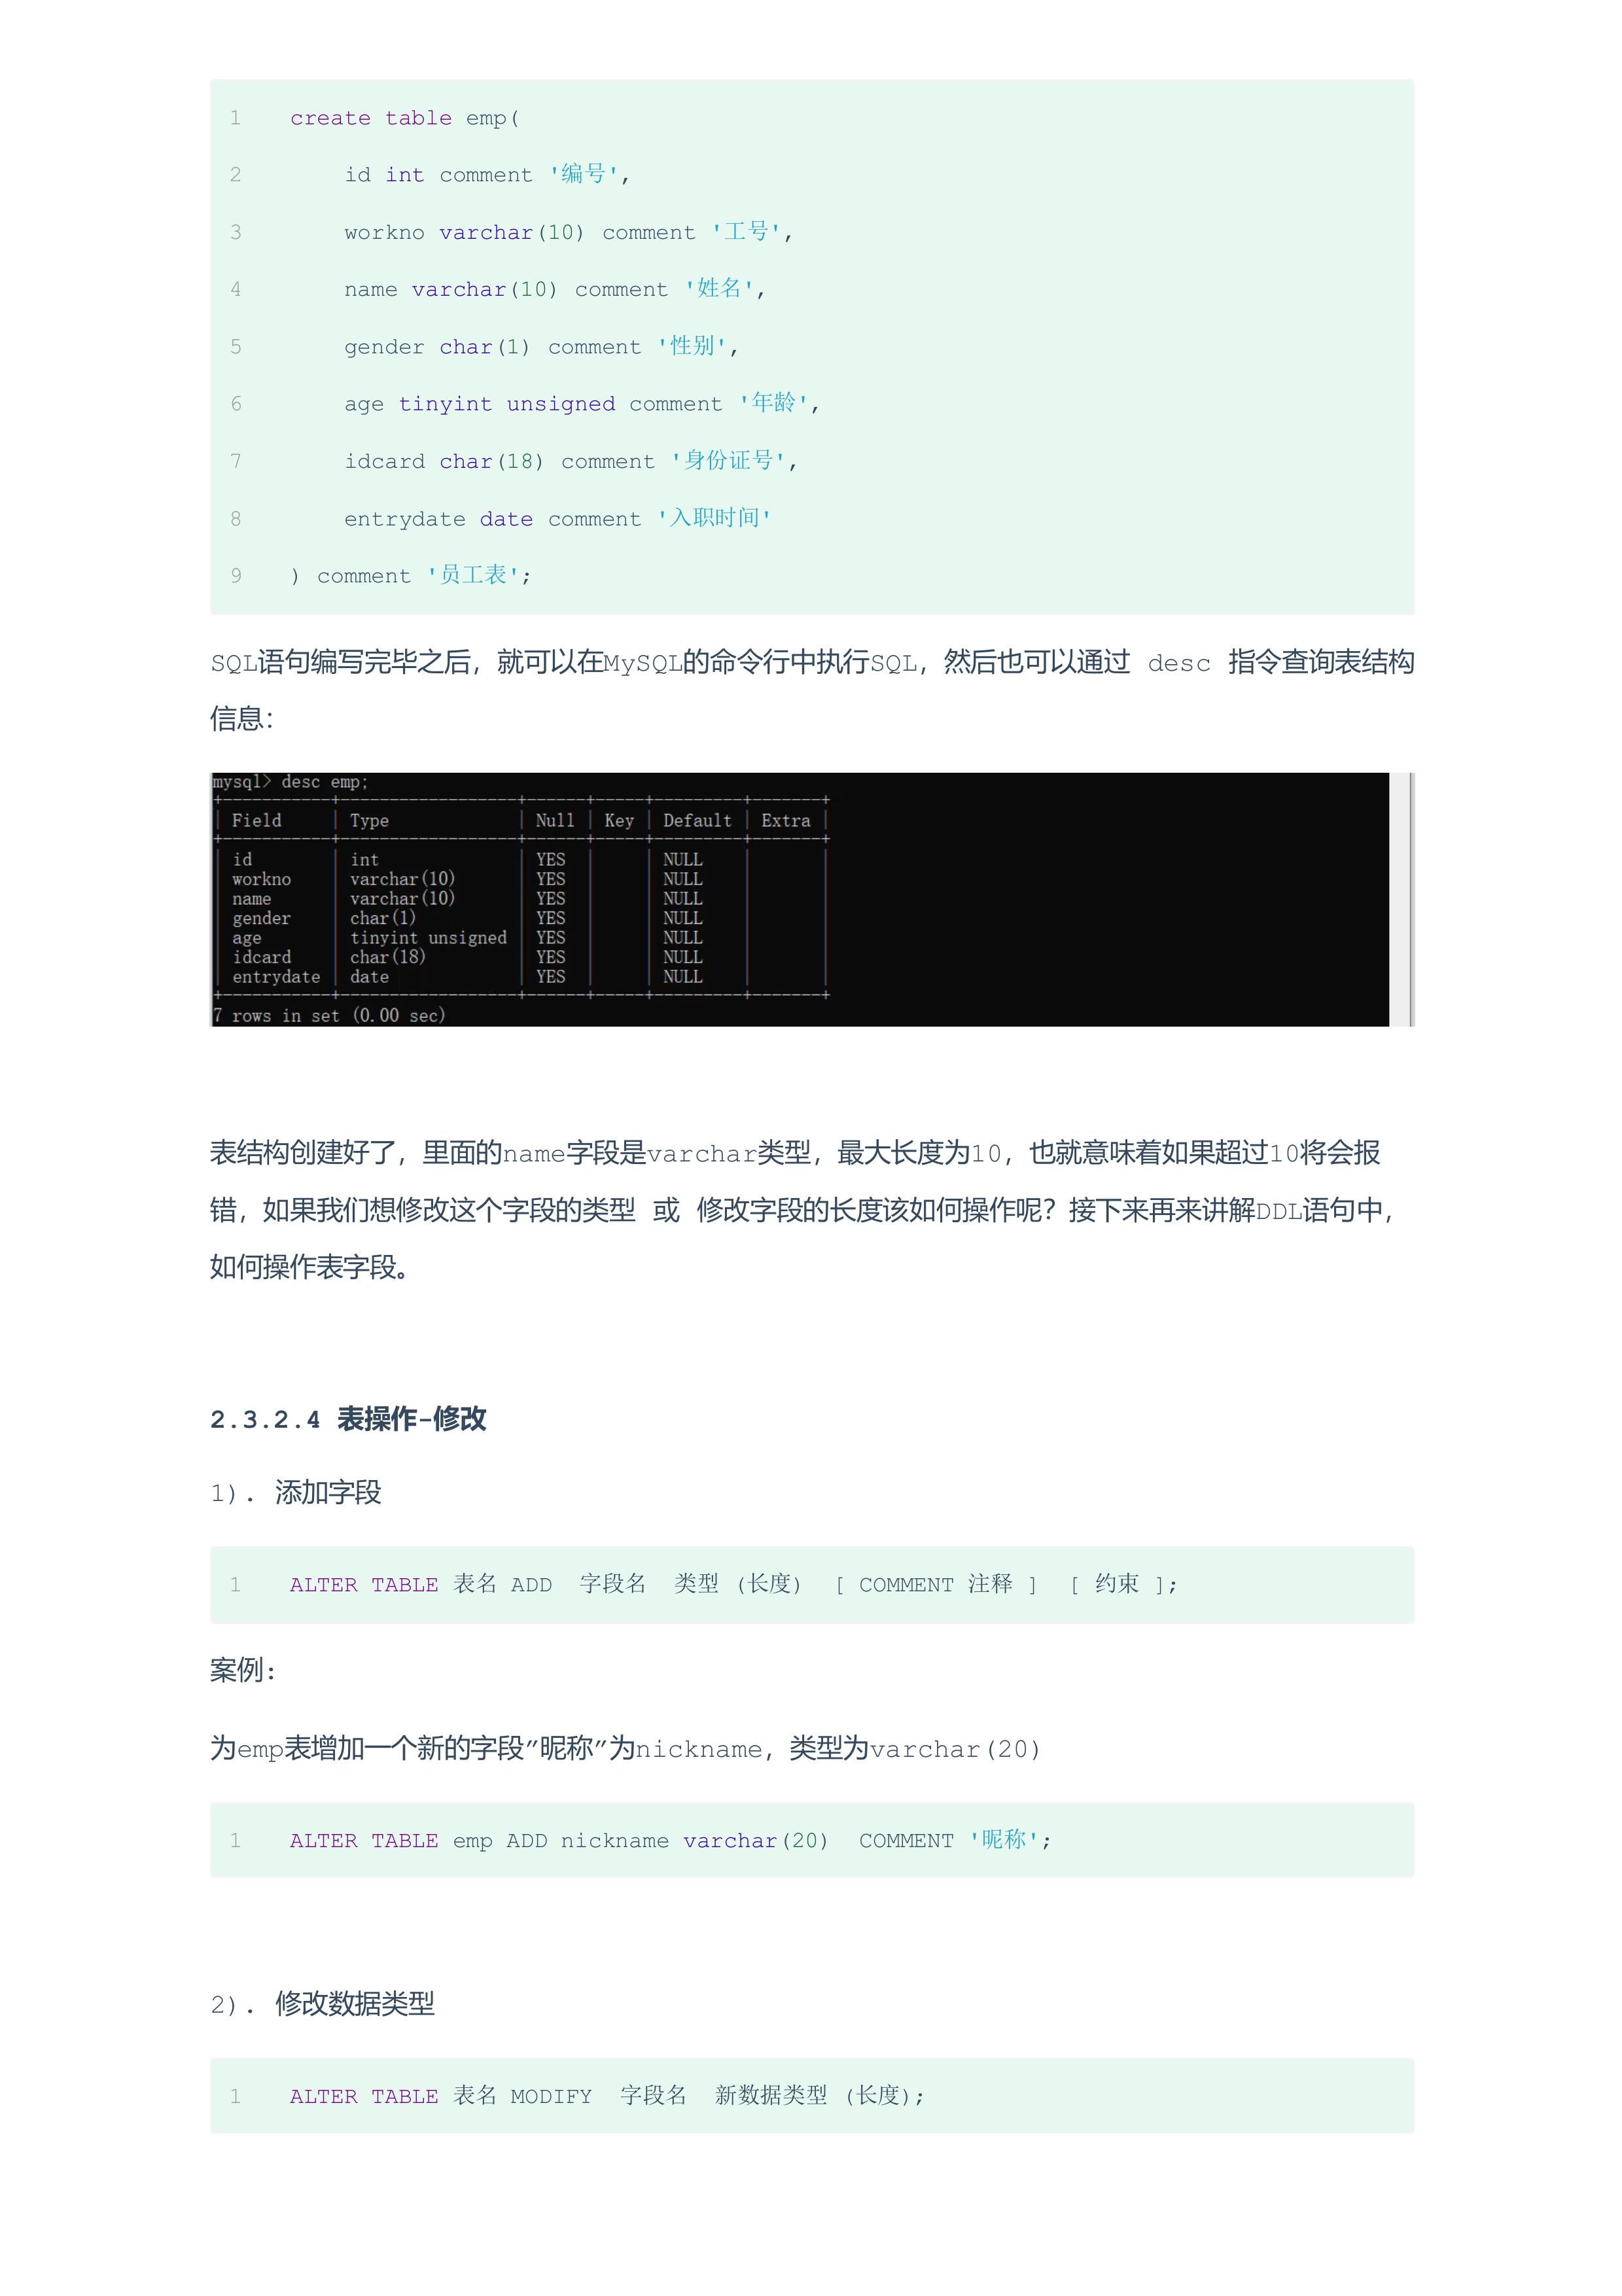 1 create table emp(
2 id int comment '编号',
3 workno varchar(10) comment '工号',
4 name varchar(10) comment '姓名',
5 gender char(1) comment '性别',
6 age tinyint unsigned comment '年龄',
7 idcard char(18) comment '身份证号',
8 entrydate date comment '入职时间'
9 ) comment '员工表';
SQL语句编写完毕之后，就可以在MySQL的命令行中执行SQL，然后也可以通过 desc 指令查询表结构
信息：
mysql> desc emp;
+-----------+------------------+------+-----+---------+-------+
| Field     | Type             | Null | Key | Default | Extra |
+-----------+------------------+------+-----+---------+-------+
| id        | int              | YES  |     | NULL    |       |
| workno    | varchar(10)      | YES  |     | NULL    |       |
| name      | varchar(10)      | YES  |     | NULL    |       |
| gender    | char(1)          | YES  |     | NULL    |       |
| age       | tinyint unsigned | YES  |     | NULL    |       |
| idcard    | char(18)         | YES  |     | NULL    |       |
| entrydate | date             | YES  |     | NULL    |       |
+-----------+------------------+------+-----+---------+-------+
7 rows in set (0.00 sec)
表结构创建好了，里面的name字段是varchar类型，最大长度为10，也就意味着如果超过10将会报
错，如果我们想修改这个字段的类型 或 修改字段的长度该如何操作呢？接下来再来讲解DDL语句中，
如何操作表字段。
2.3.2.4 表操作-修改
1). 添加字段
1 ALTER TABLE 表名 ADD 字段名 类型 (长度) [ COMMENT 注释 ] [ 约束 ];
案例:
为emp表增加一个新的字段”昵称”为nickname，类型为varchar(20)
1 ALTER TABLE emp ADD nickname varchar(20) COMMENT '昵称';
2). 修改数据类型
1 ALTER TABLE 表名 MODIFY 字段名 新数据类型 (长度);